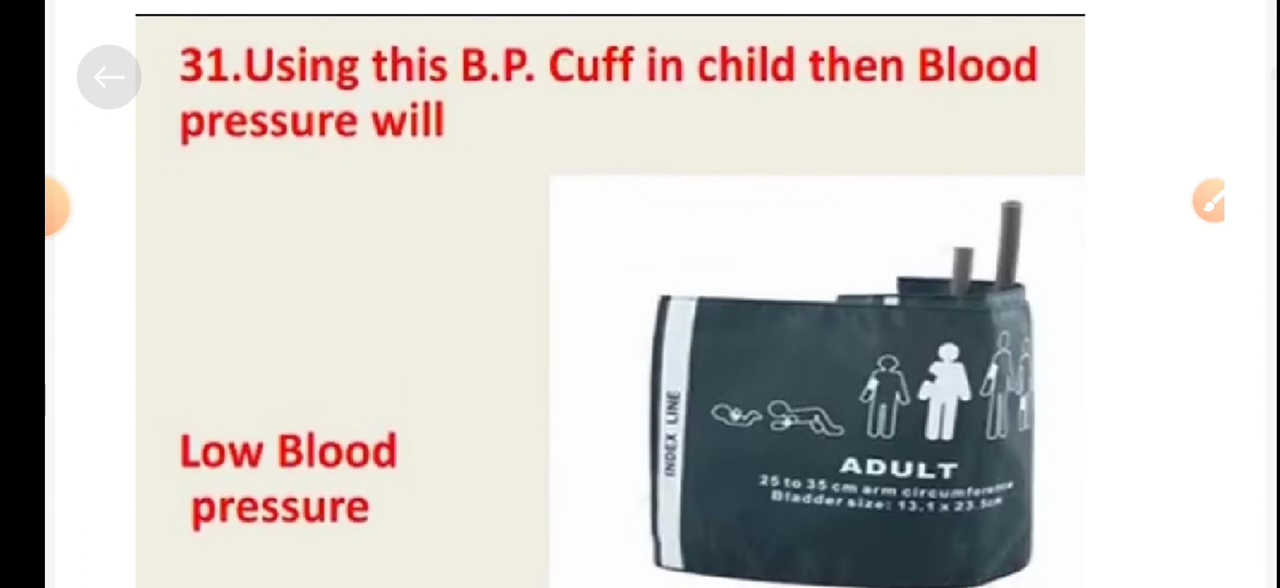 31.Using this B.P. Cuff in child then Blood
pressure will
INDEX LINE
ADULT
25 to 35 cm arm circumference
Bladder size: 13.1 x 23.5cm
Low Blood
pressure